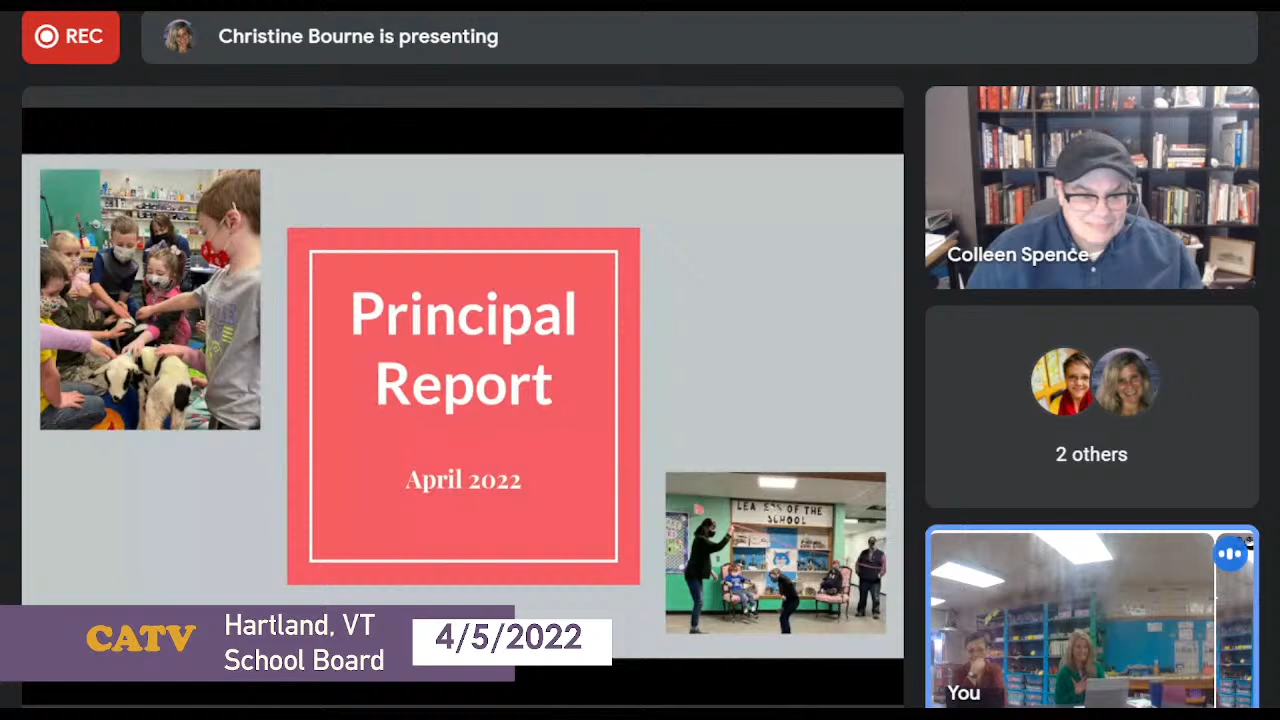 REC
Christine Bourne is presenting
Principal
Report
April 2022
LEADERS OF THE
SCHOOL
Colleen Spence
2 others
You
CATV
Hartland, VT
School Board
4/5/2022